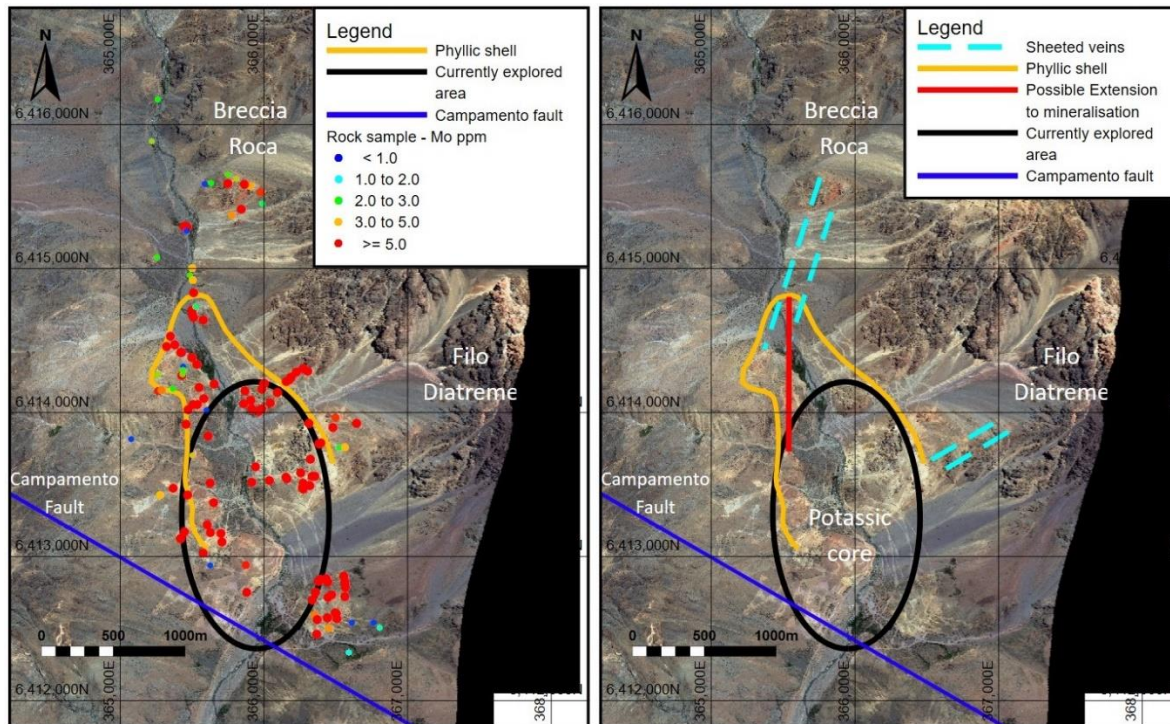 N
365,000E
366,000E
Legend
Phyllic shell
Currently explored
area
Campamento fault
Rock sample - Mo ppm
< 1.0
1.0 to 2.0
2.0 to 3.0
3.0 to 5.0
>= 5.0
6,416,000N
Breccia
Roca
6,415,000N
Filo
Diatreme
6,414,000N
Campamento
Fault
6,413,000N
0 500 1000m
6,412,000N
365,000E
366,000E
367,000E
368,
N
365,000E
366,000E
Legend
Sheeted veins
Phyllic shell
Possible Extension
to mineralisation
Currently explored
area
Campamento fault
6,416,000N
Breccia
Roca
6,415,000N
6,4
Filo
Diatreme
6,414,000N
Campamento
Fault
Potassic
core
6,413,000N
0 500 1000m
6,412,000N
365,000E
366,000E
367,000E
368,